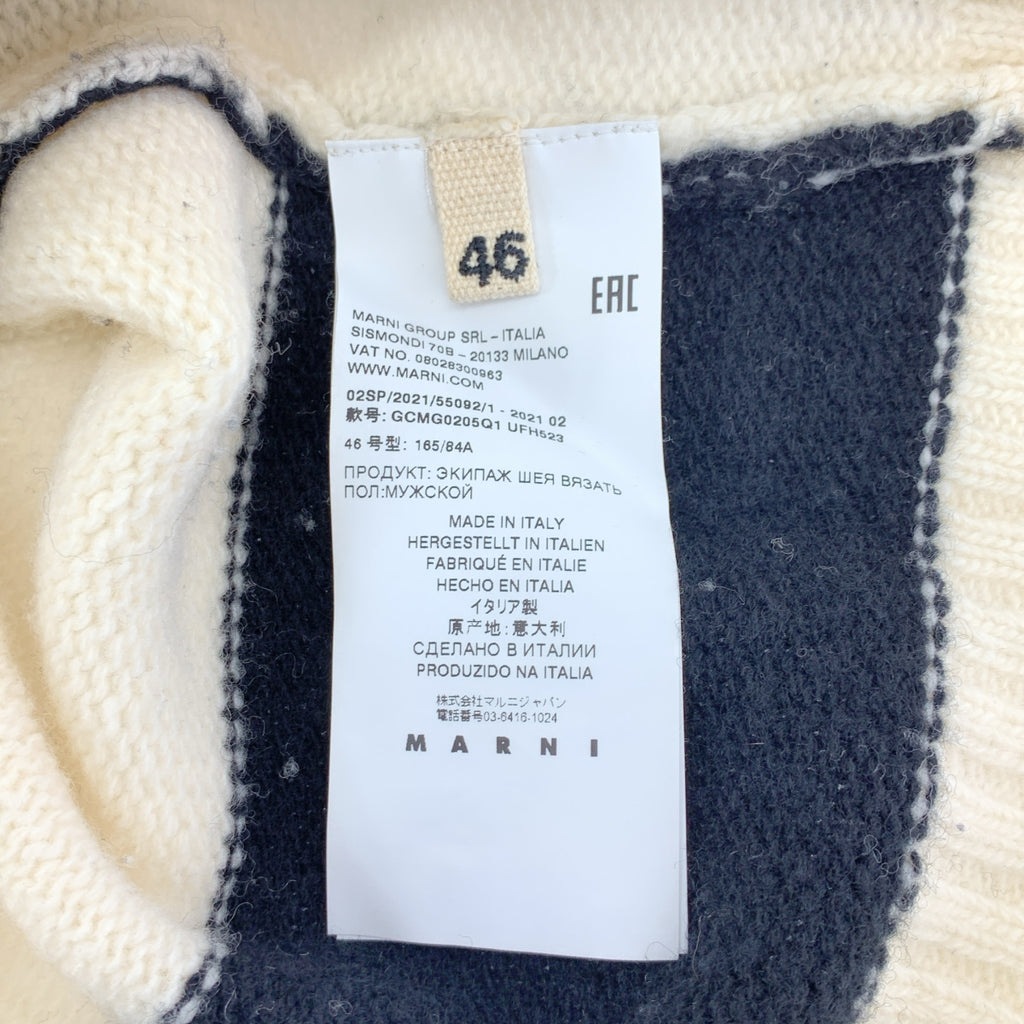 46
EAC
MARNI GROUP SRL – ITALIA
SISMONDI 70B – 20133 MILANO
VAT NO. 08028300963
WWW.MARNI.COM
02SP/2021/55092/1 - 2021 02
款号: GCMG0205Q1 UFH523
46 号型: 165/84A
ПРОДУКТ: ЭКИПАЖ ШЕЯ ВЯЗАТЬ
ПОЛ:МУЖСКОЙ
MADE IN ITALY
HERGESTELLT IN ITALIEN
FABRIQUÉ EN ITALIE
HECHO EN ITALIA
イタリア製
原产地:意大利
СДЕЛАНО В ИТАЛИИ
PRODUZIDO NA ITALIA
株式会社マルニジャパン
電話番号03-6416-1024
MARNI